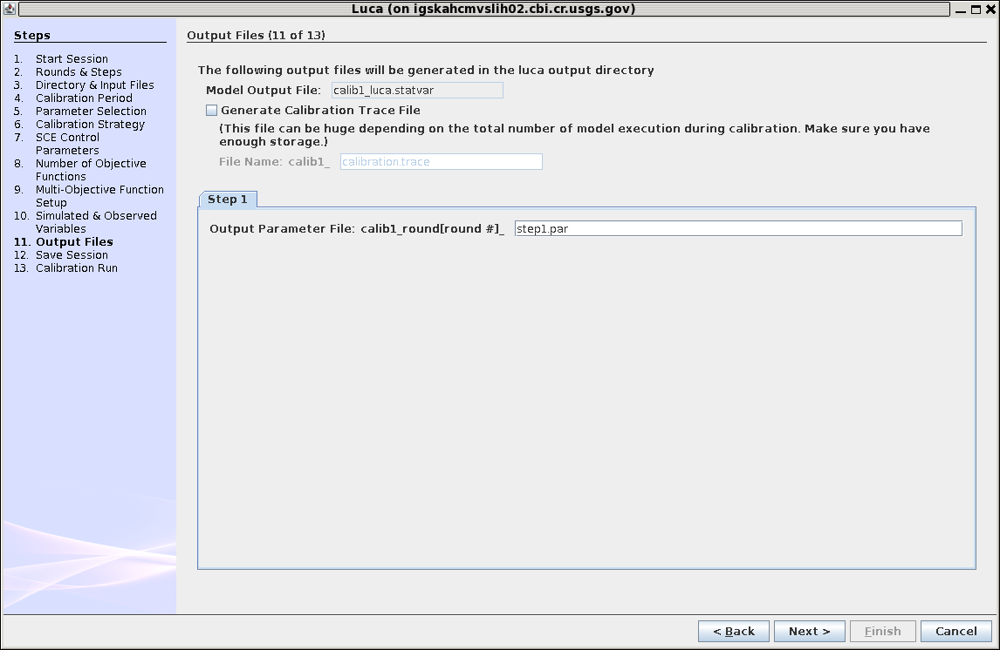 Luca (on igskahcmvslih02.cbi.cr.usgs.gov)
Steps
1. Start Session
2. Rounds & Steps
3. Directory & Input Files
4. Calibration Period
5. Parameter Selection
6. Calibration Strategy
7. SCE Control
Parameters
8. Number of Objective
Functions
9. Multi-Objective Function
Setup
10. Simulated & Observed
Variables
11. Output Files
12. Save Session
13. Calibration Run
Output Files (11 of 13)
The following output files will be generated in the luca output directory
Model Output File: calib1_luca.statvar
Generate Calibration Trace File
(This file can be huge depending on the total number of model execution during calibration. Make sure you have
enough storage.)
File Name: calib1_ calibration.trace
Step 1
Output Parameter File: calib1_round[round #]_ step1.par
< Back Next > Finish Cancel